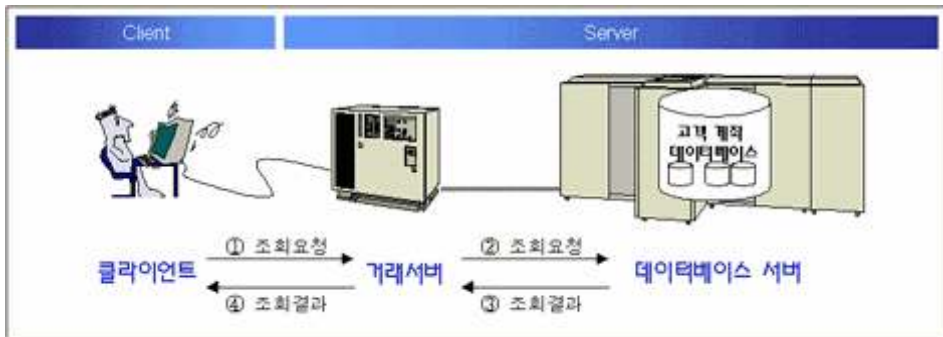 Client Server
고객 계좌
데이터베이스
① 조회요청 ② 조회요청
클라이언트 거래서버 데이터베이스 서버
④ 조회결과 ③ 조회결과